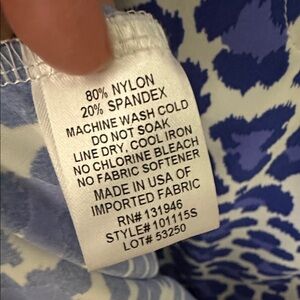 80% NYLON
20% SPANDEX
MACHINE WASH COLD
DO NOT SOAK
LINE DRY, COOL IRON
NO CHLORINE BLEACH
NO FABRIC SOFTENER
MADE IN USA OF
IMPORTED FABRIC
RN# 131946
STYLE# 101115S
LOT# 53250